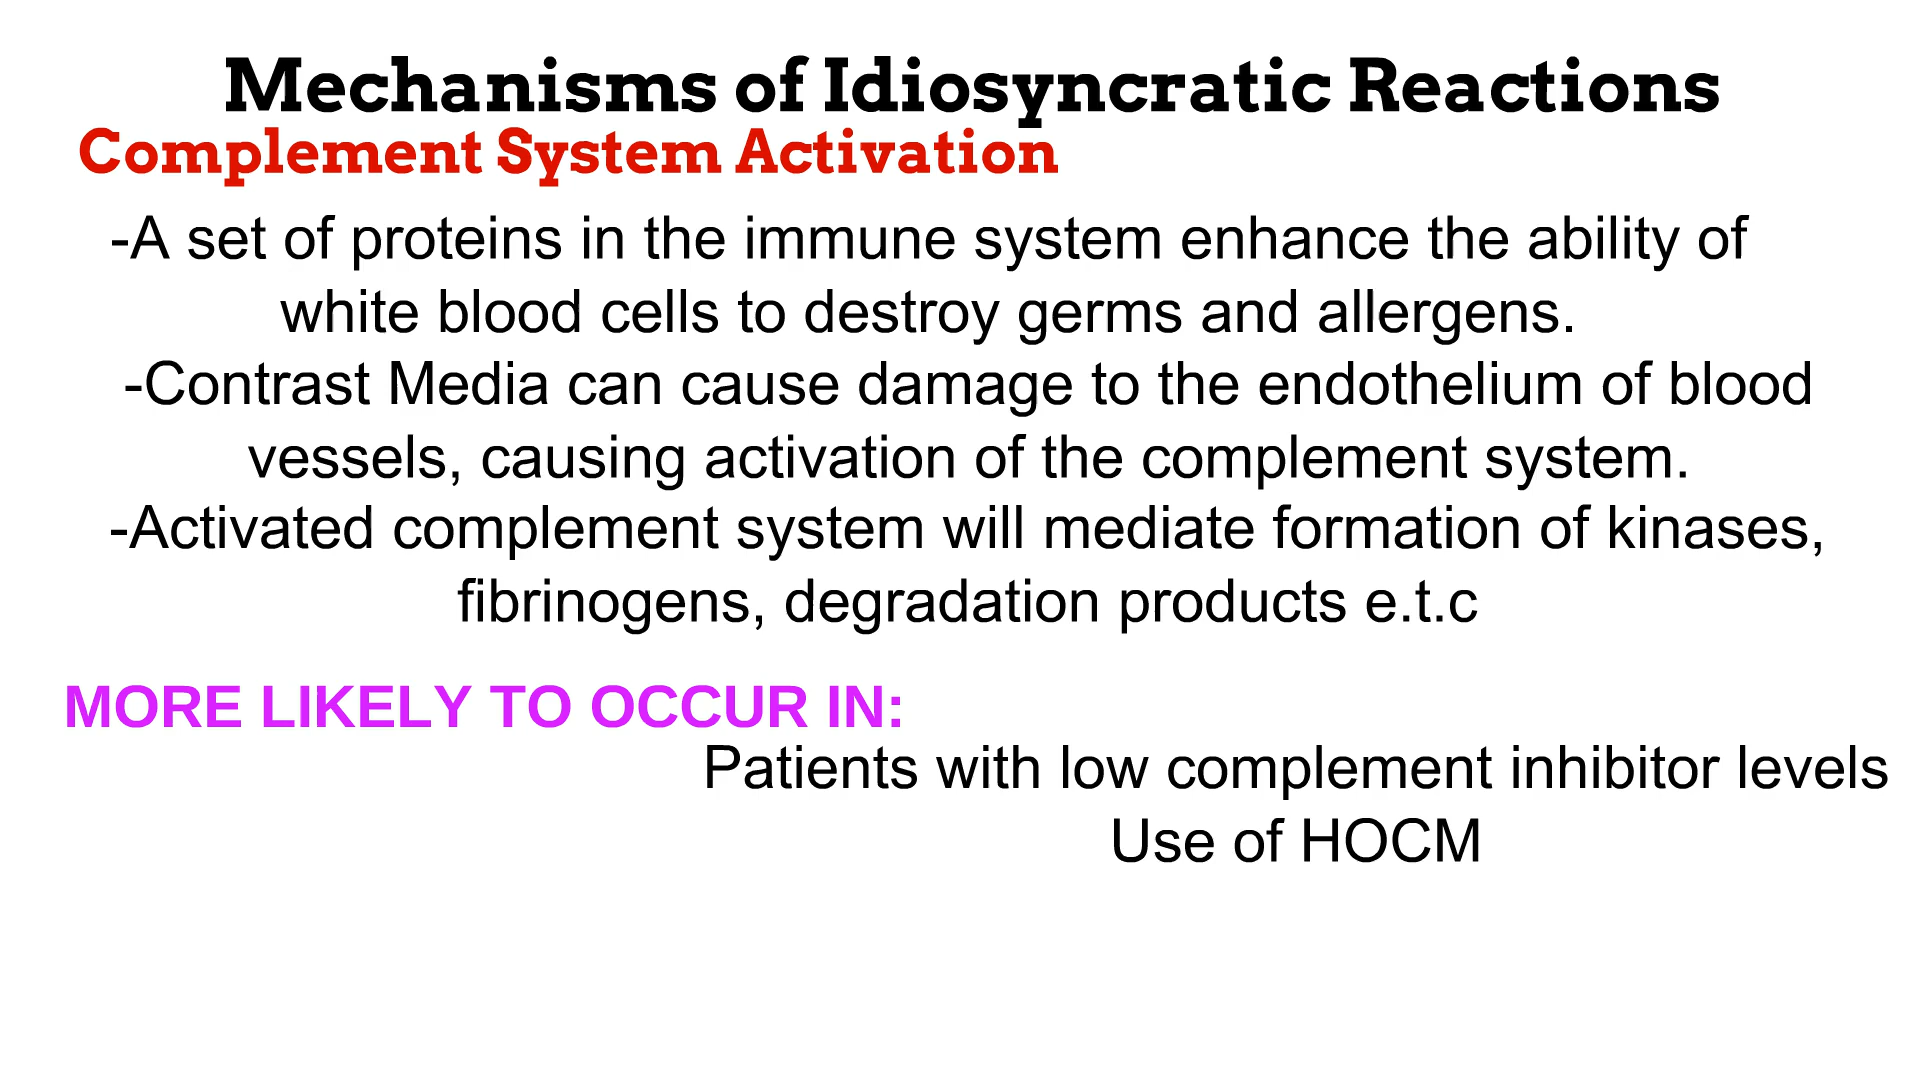 Mechanisms of Idiosyncratic Reactions
Complement System Activation
-A set of proteins in the immune system enhance the ability of
white blood cells to destroy germs and allergens.
-Contrast Media can cause damage to the endothelium of blood
vessels, causing activation of the complement system.
-Activated complement system will mediate formation of kinases,
fibrinogens, degradation products e.t.c
MORE LIKELY TO OCCUR IN:
Patients with low complement inhibitor levels
Use of HOCM